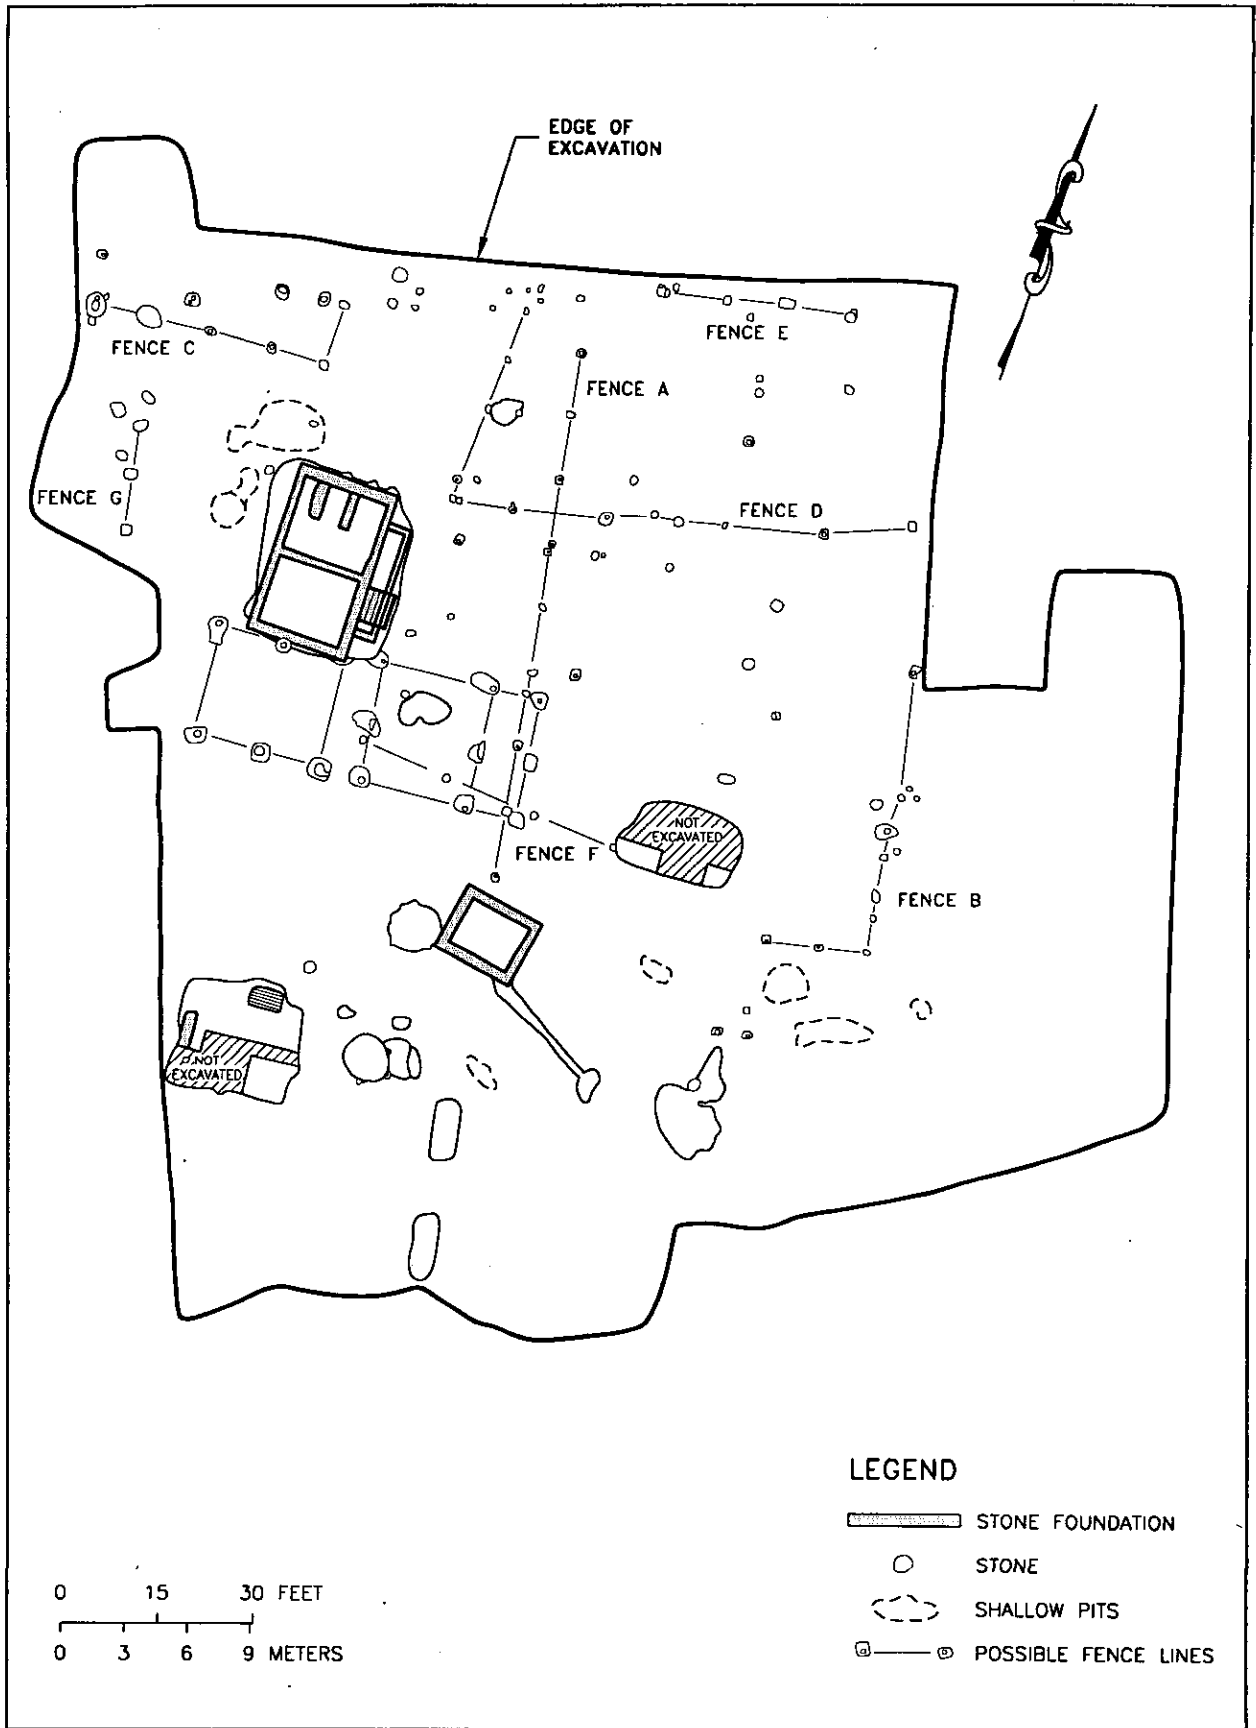 EDGE OF
EXCAVATION
FENCE E
FENCE C
FENCE A
FENCE G
FENCE D
NOT
EXCAVATED
FENCE F
FENCE B
NOT
EXCAVATED
LEGEND
STONE FOUNDATION
STONE
SHALLOW PITS
POSSIBLE FENCE LINES
0 15 30 FEET
0 3 6 9 METERS